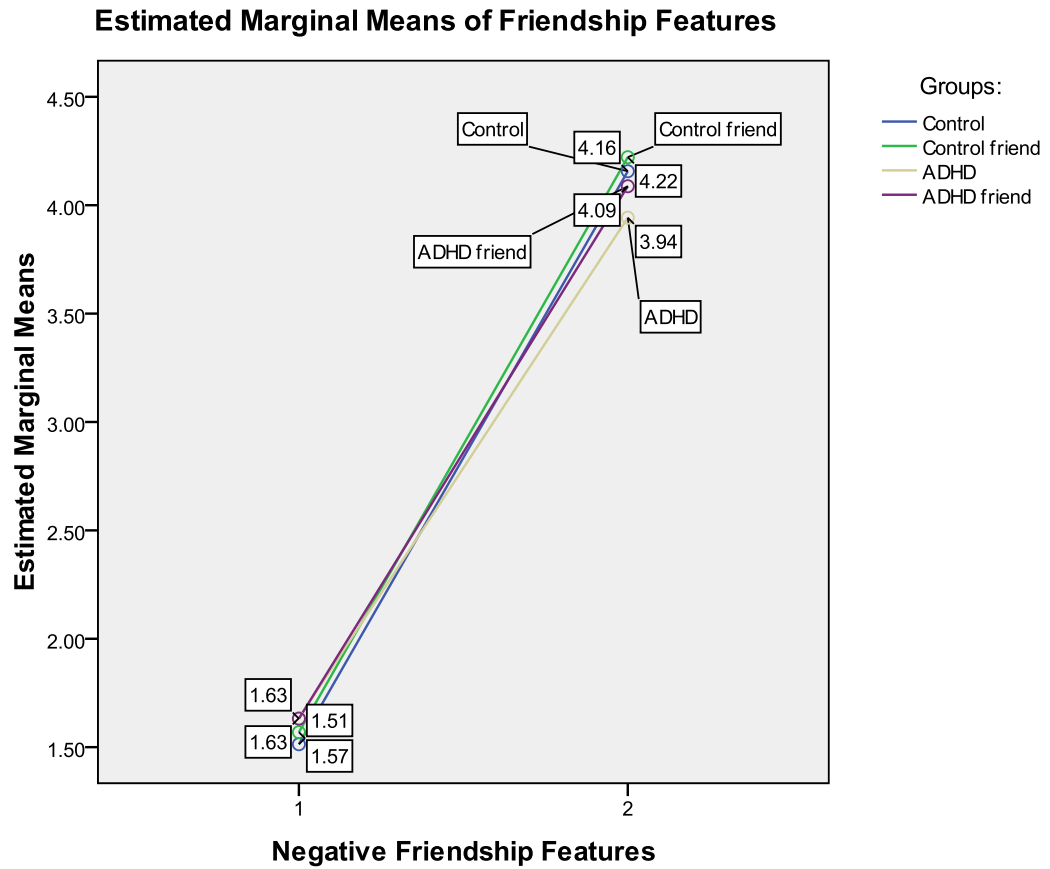 Estimated Marginal Means of Friendship Features
Estimated Marginal Means
4.50
4.00
3.50
3.00
2.50
2.00
1.50
Control
4.16
Control friend
4.22
4.09
ADHD friend
3.94
ADHD
1.63
1.51
1.63
1.57
1
2
Negative Friendship Features
Groups:
Control
Control friend
ADHD
ADHD friend